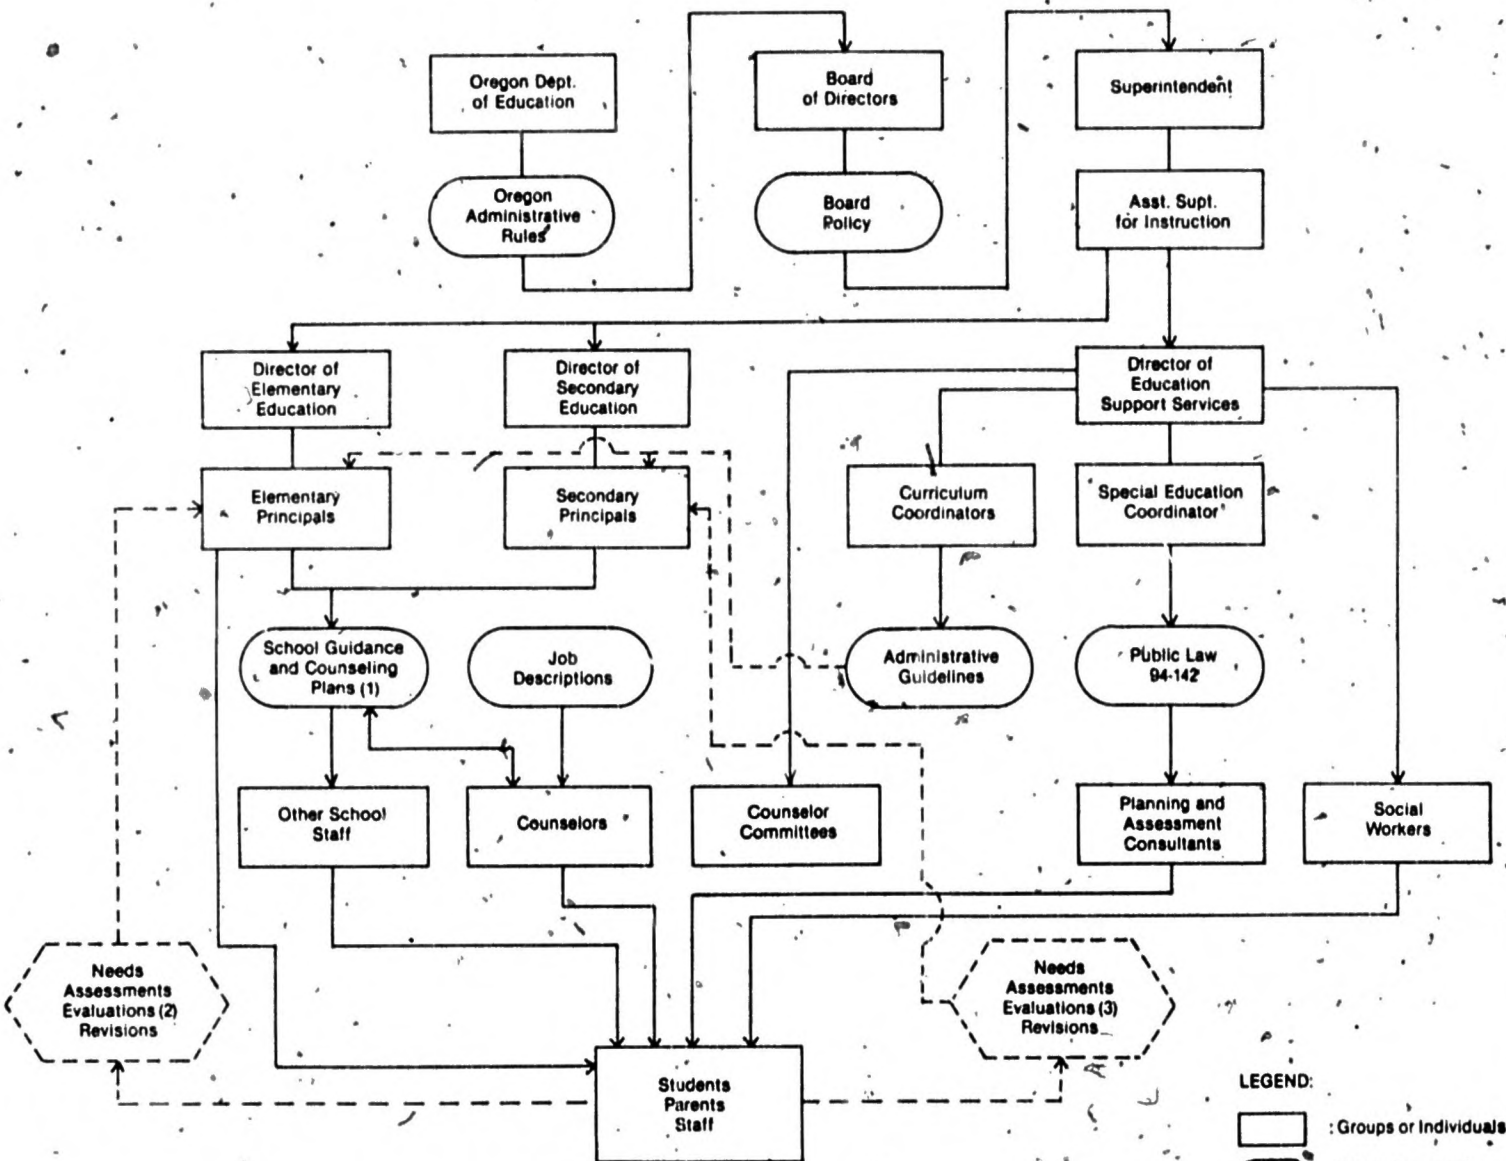 Oregon Dept.
of Education
Board
of Directors
Superintendent
Oregon
Administrative
Rules
Board
Policy
Asst. Supt.
for Instruction
Director of
Elementary
Education
Director of
Secondary
Education
Director of
Education
Support Services
Elementary
Principals
Secondary
Principals
Curriculum
Coordinators
Special Education
Coordinator
School Guidance
and Counseling
Plans (1)
Job
Descriptions
Administrative
Guidelines
Public Law
94-142
Other School
Staff
Counselors
Counselor
Committees
Planning and
Assessment
Consultants
Social
Workers
Needs
Assessments
Evaluations (2)
Revisions
Needs
Assessments
Evaluations (3)
Revisions
Students
Parents
Staff
LEGEND:
: Groups or Individuals